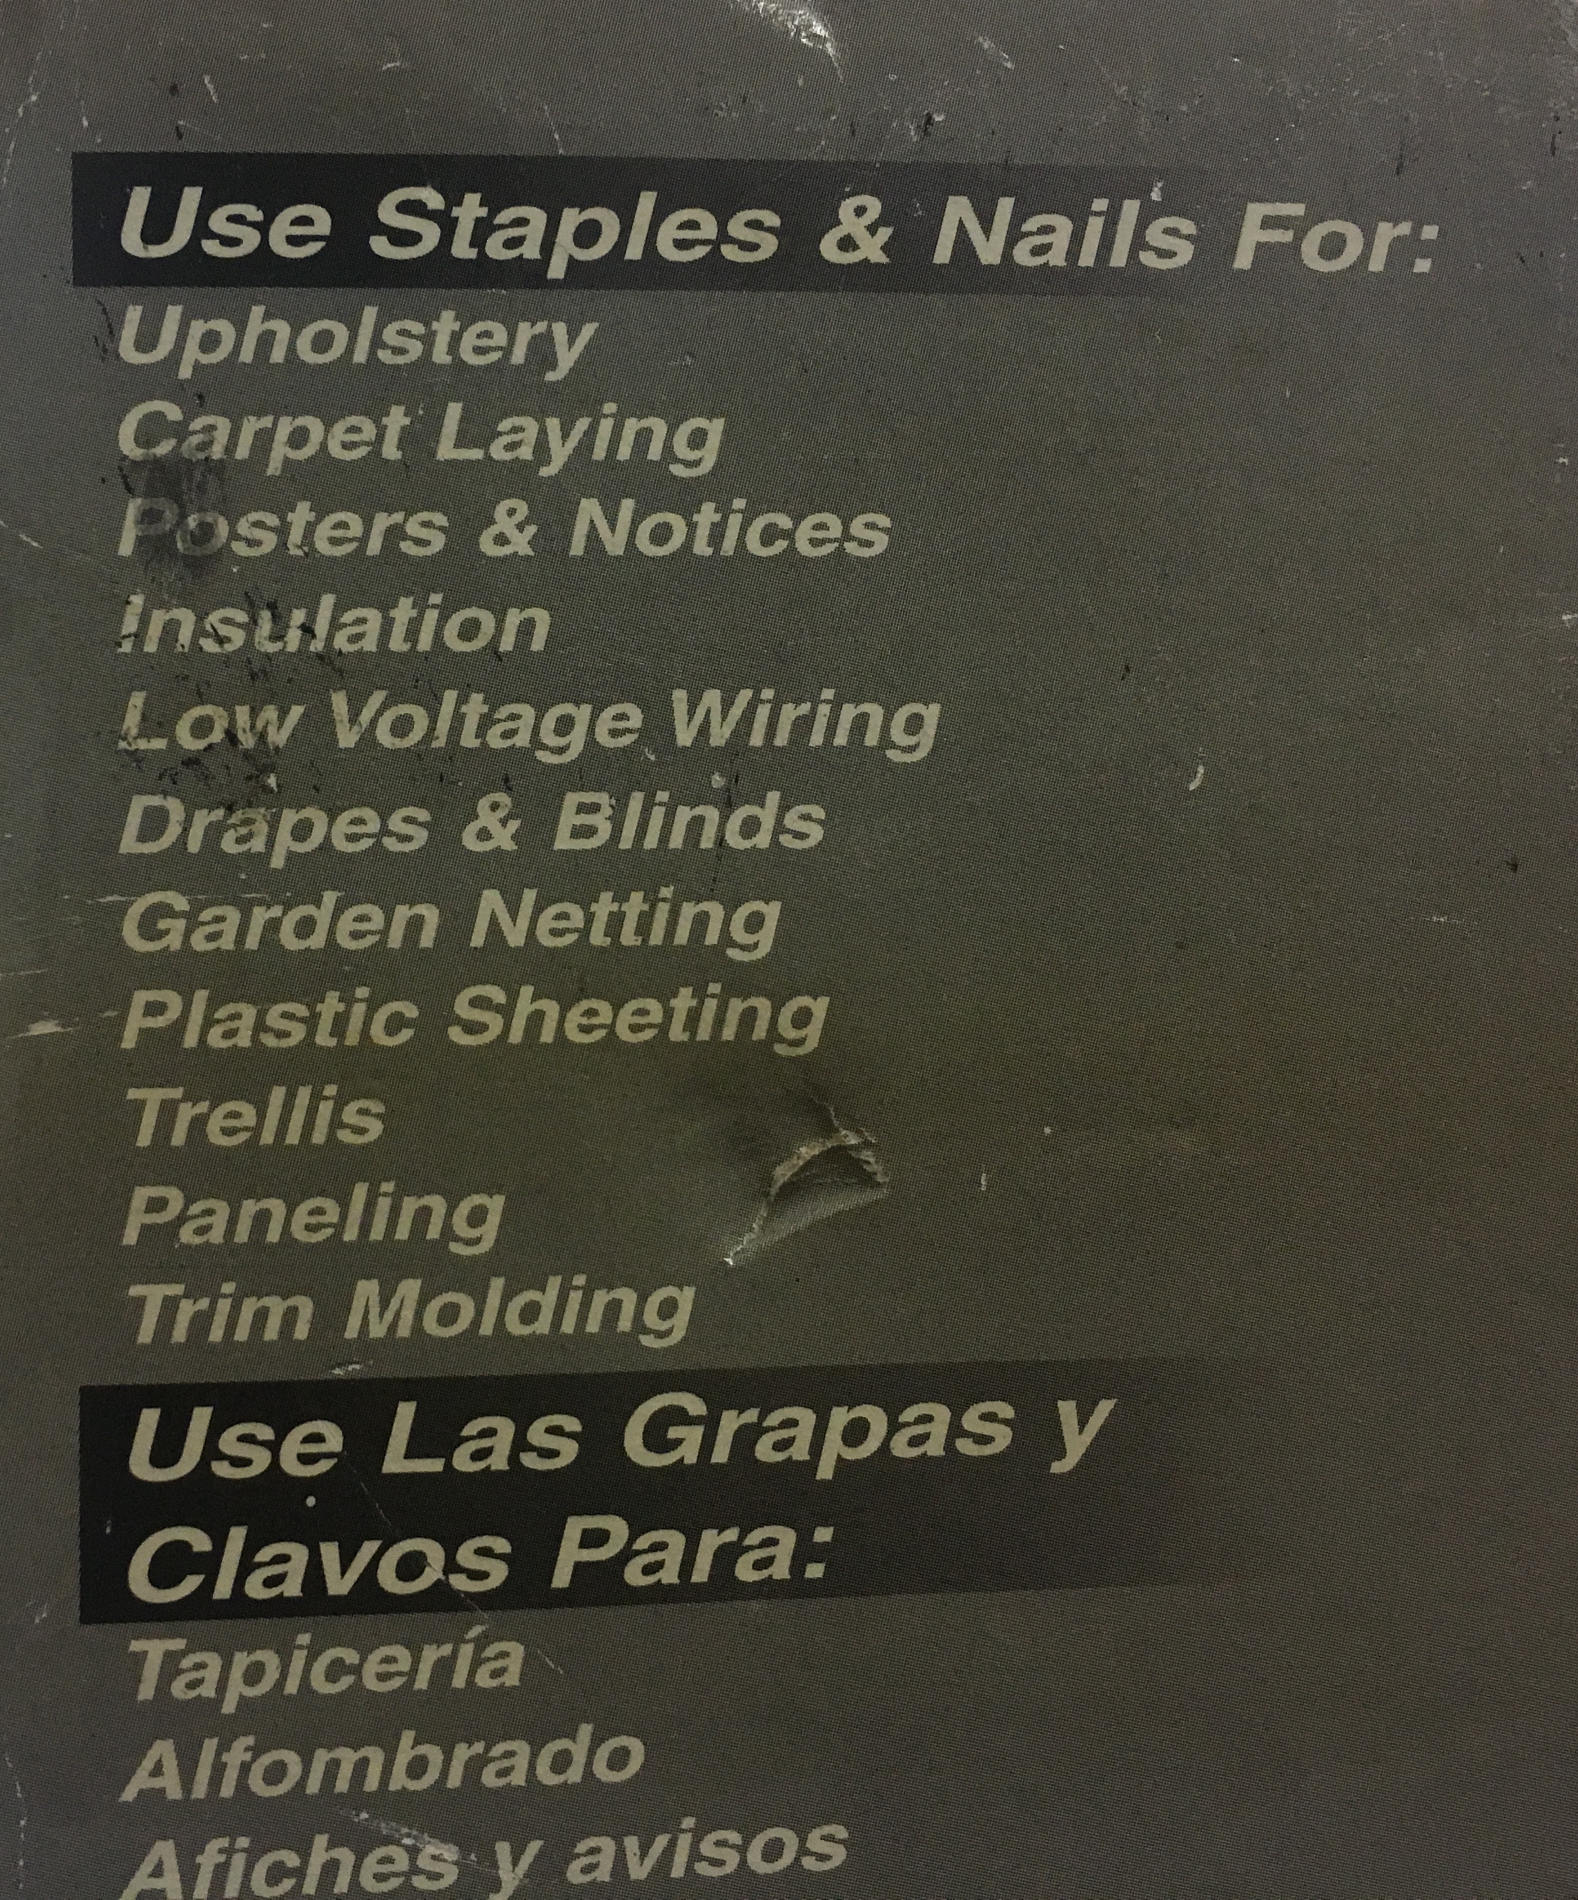 Use Staples & Nails For:
Upholstery
Carpet Laying
Posters & Notices
Insulation
Low Voltage Wiring
Drapes & Blinds
Garden Netting
Plastic Sheeting
Trellis
Paneling
Trim Molding
Use Las Grapas y
Clavos Para:
Tapicería
Alfombrado
Afiches y avisos